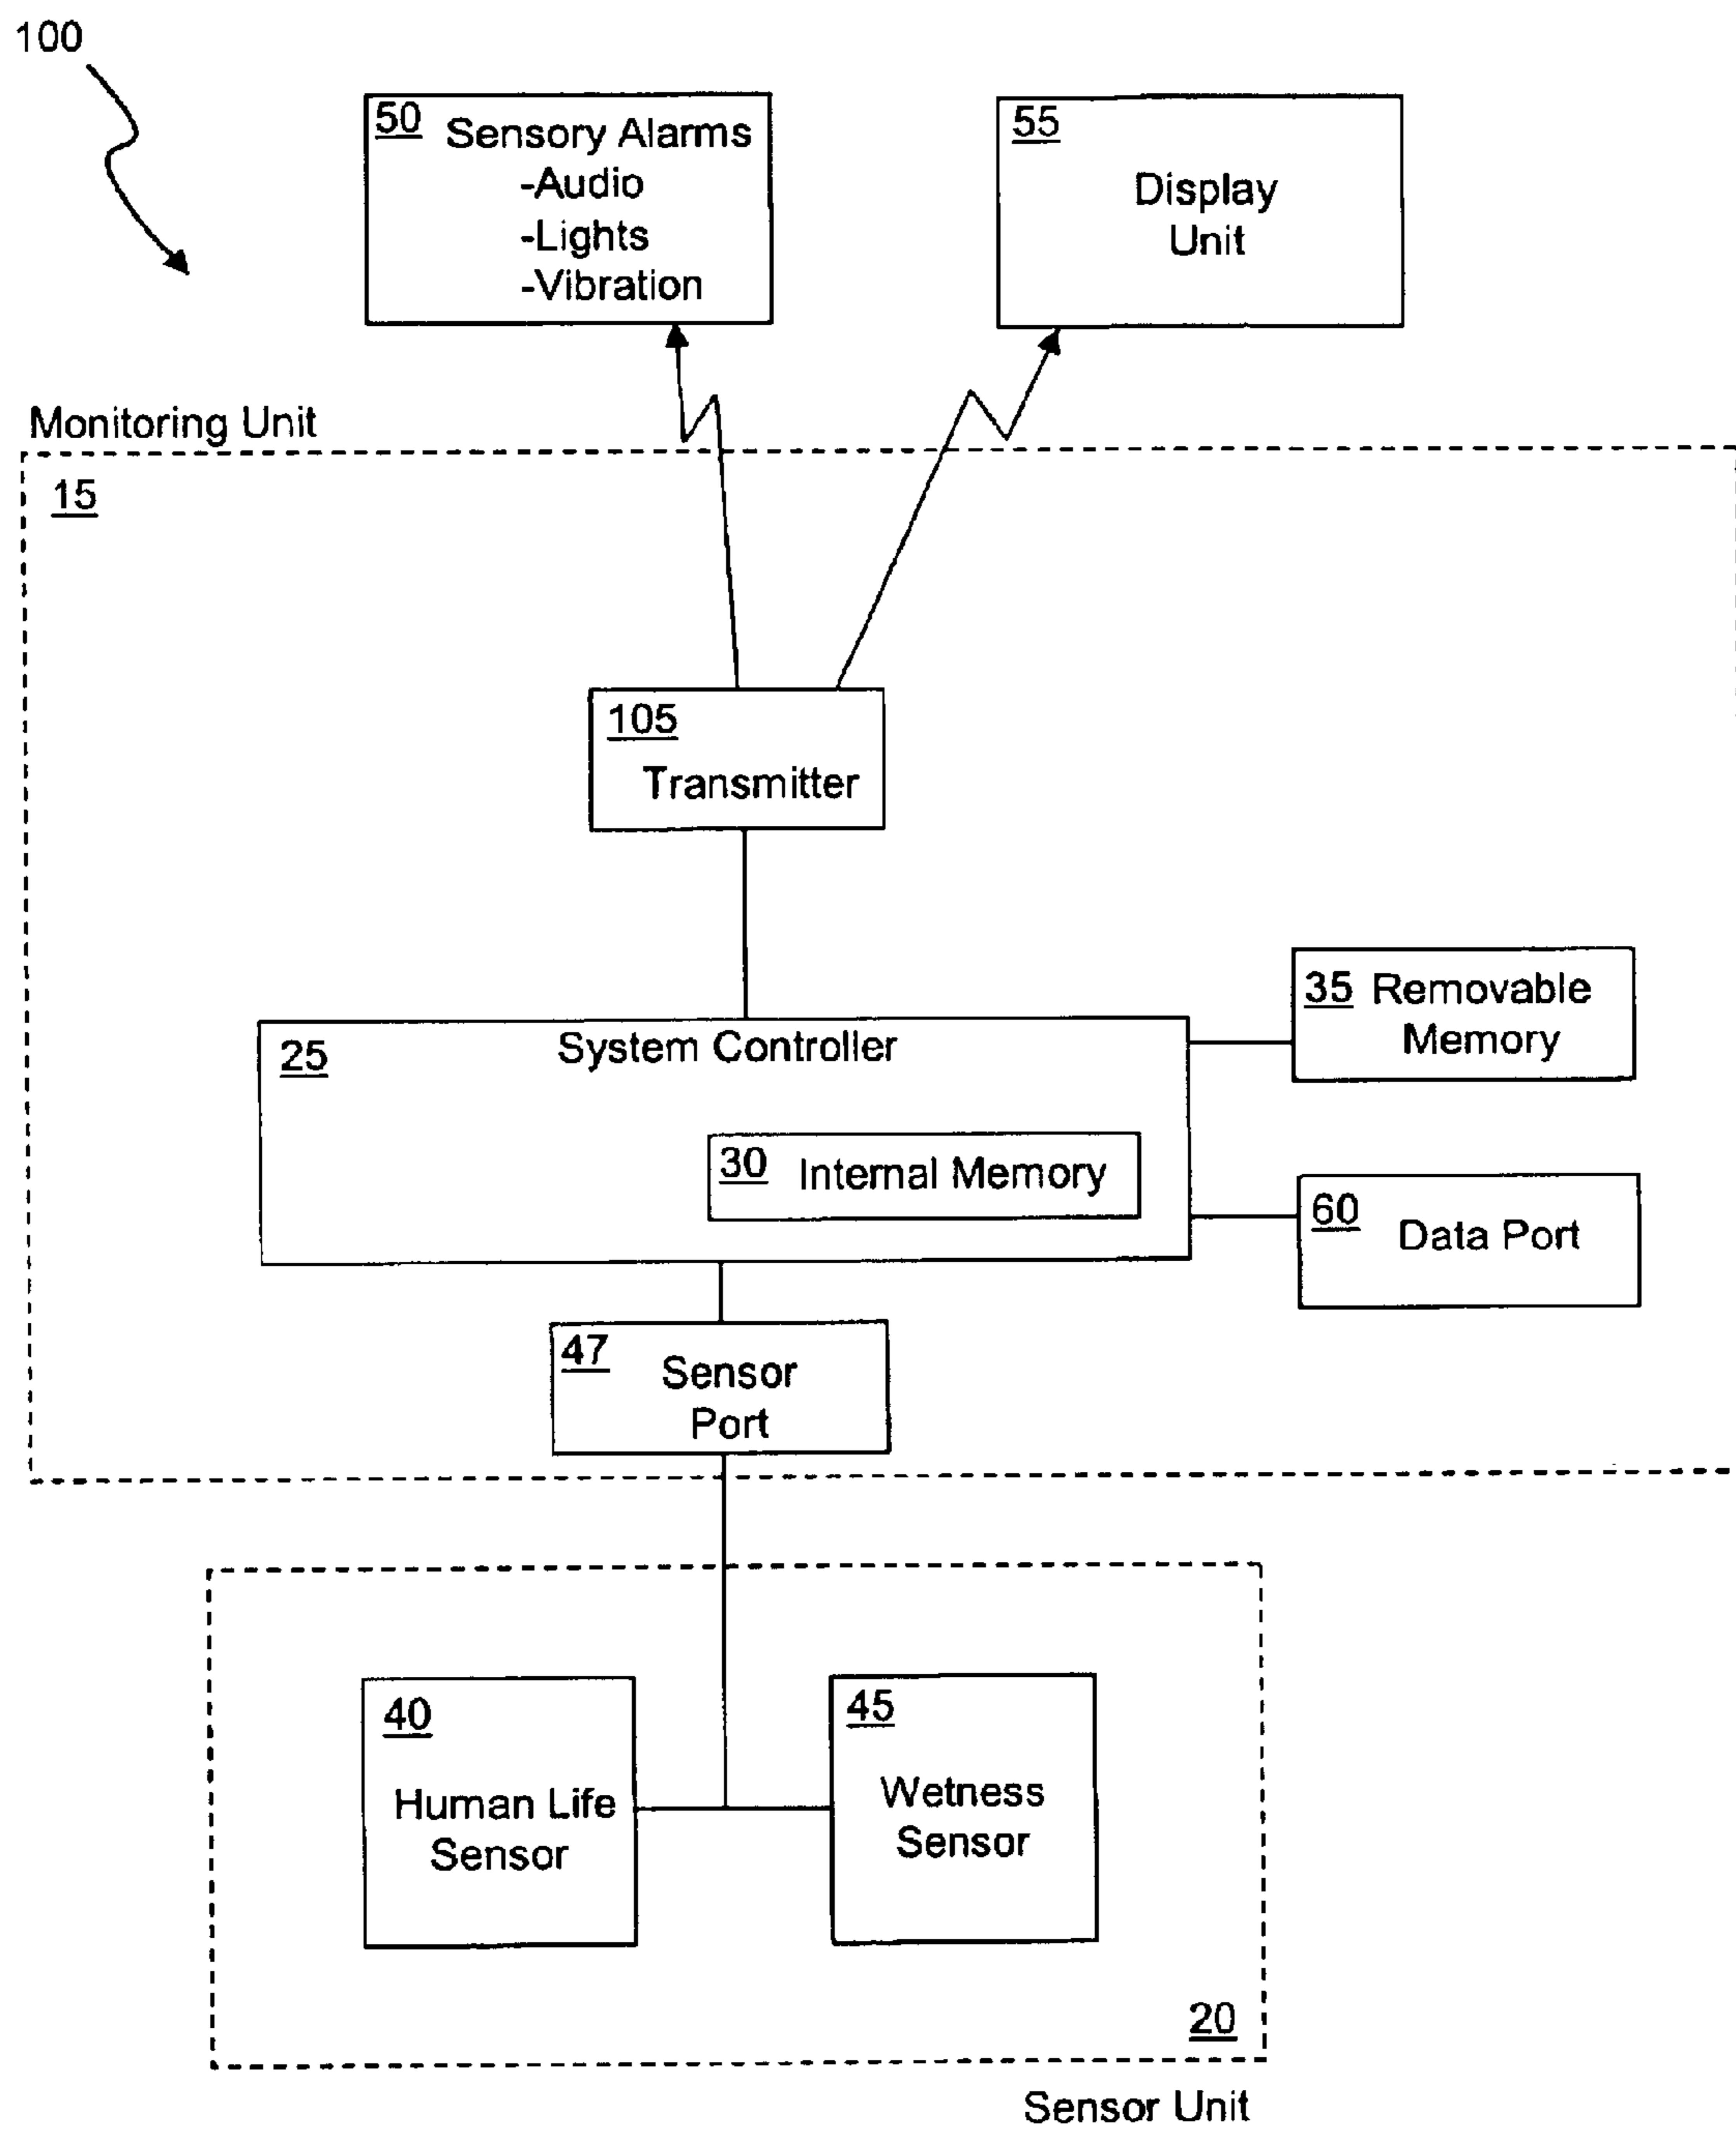 100
50 Sensory Alarms
-Audio
-Lights
-Vibration
55
Display
Unit
Monitoring Unit
15
105
Transmitter
25 System Controller
35 Removable
Memory
30 Internal Memory
60 Data Port
47 Sensor
Port
40
Human Life
Sensor
45
Wetness
Sensor
20
Sensor Unit